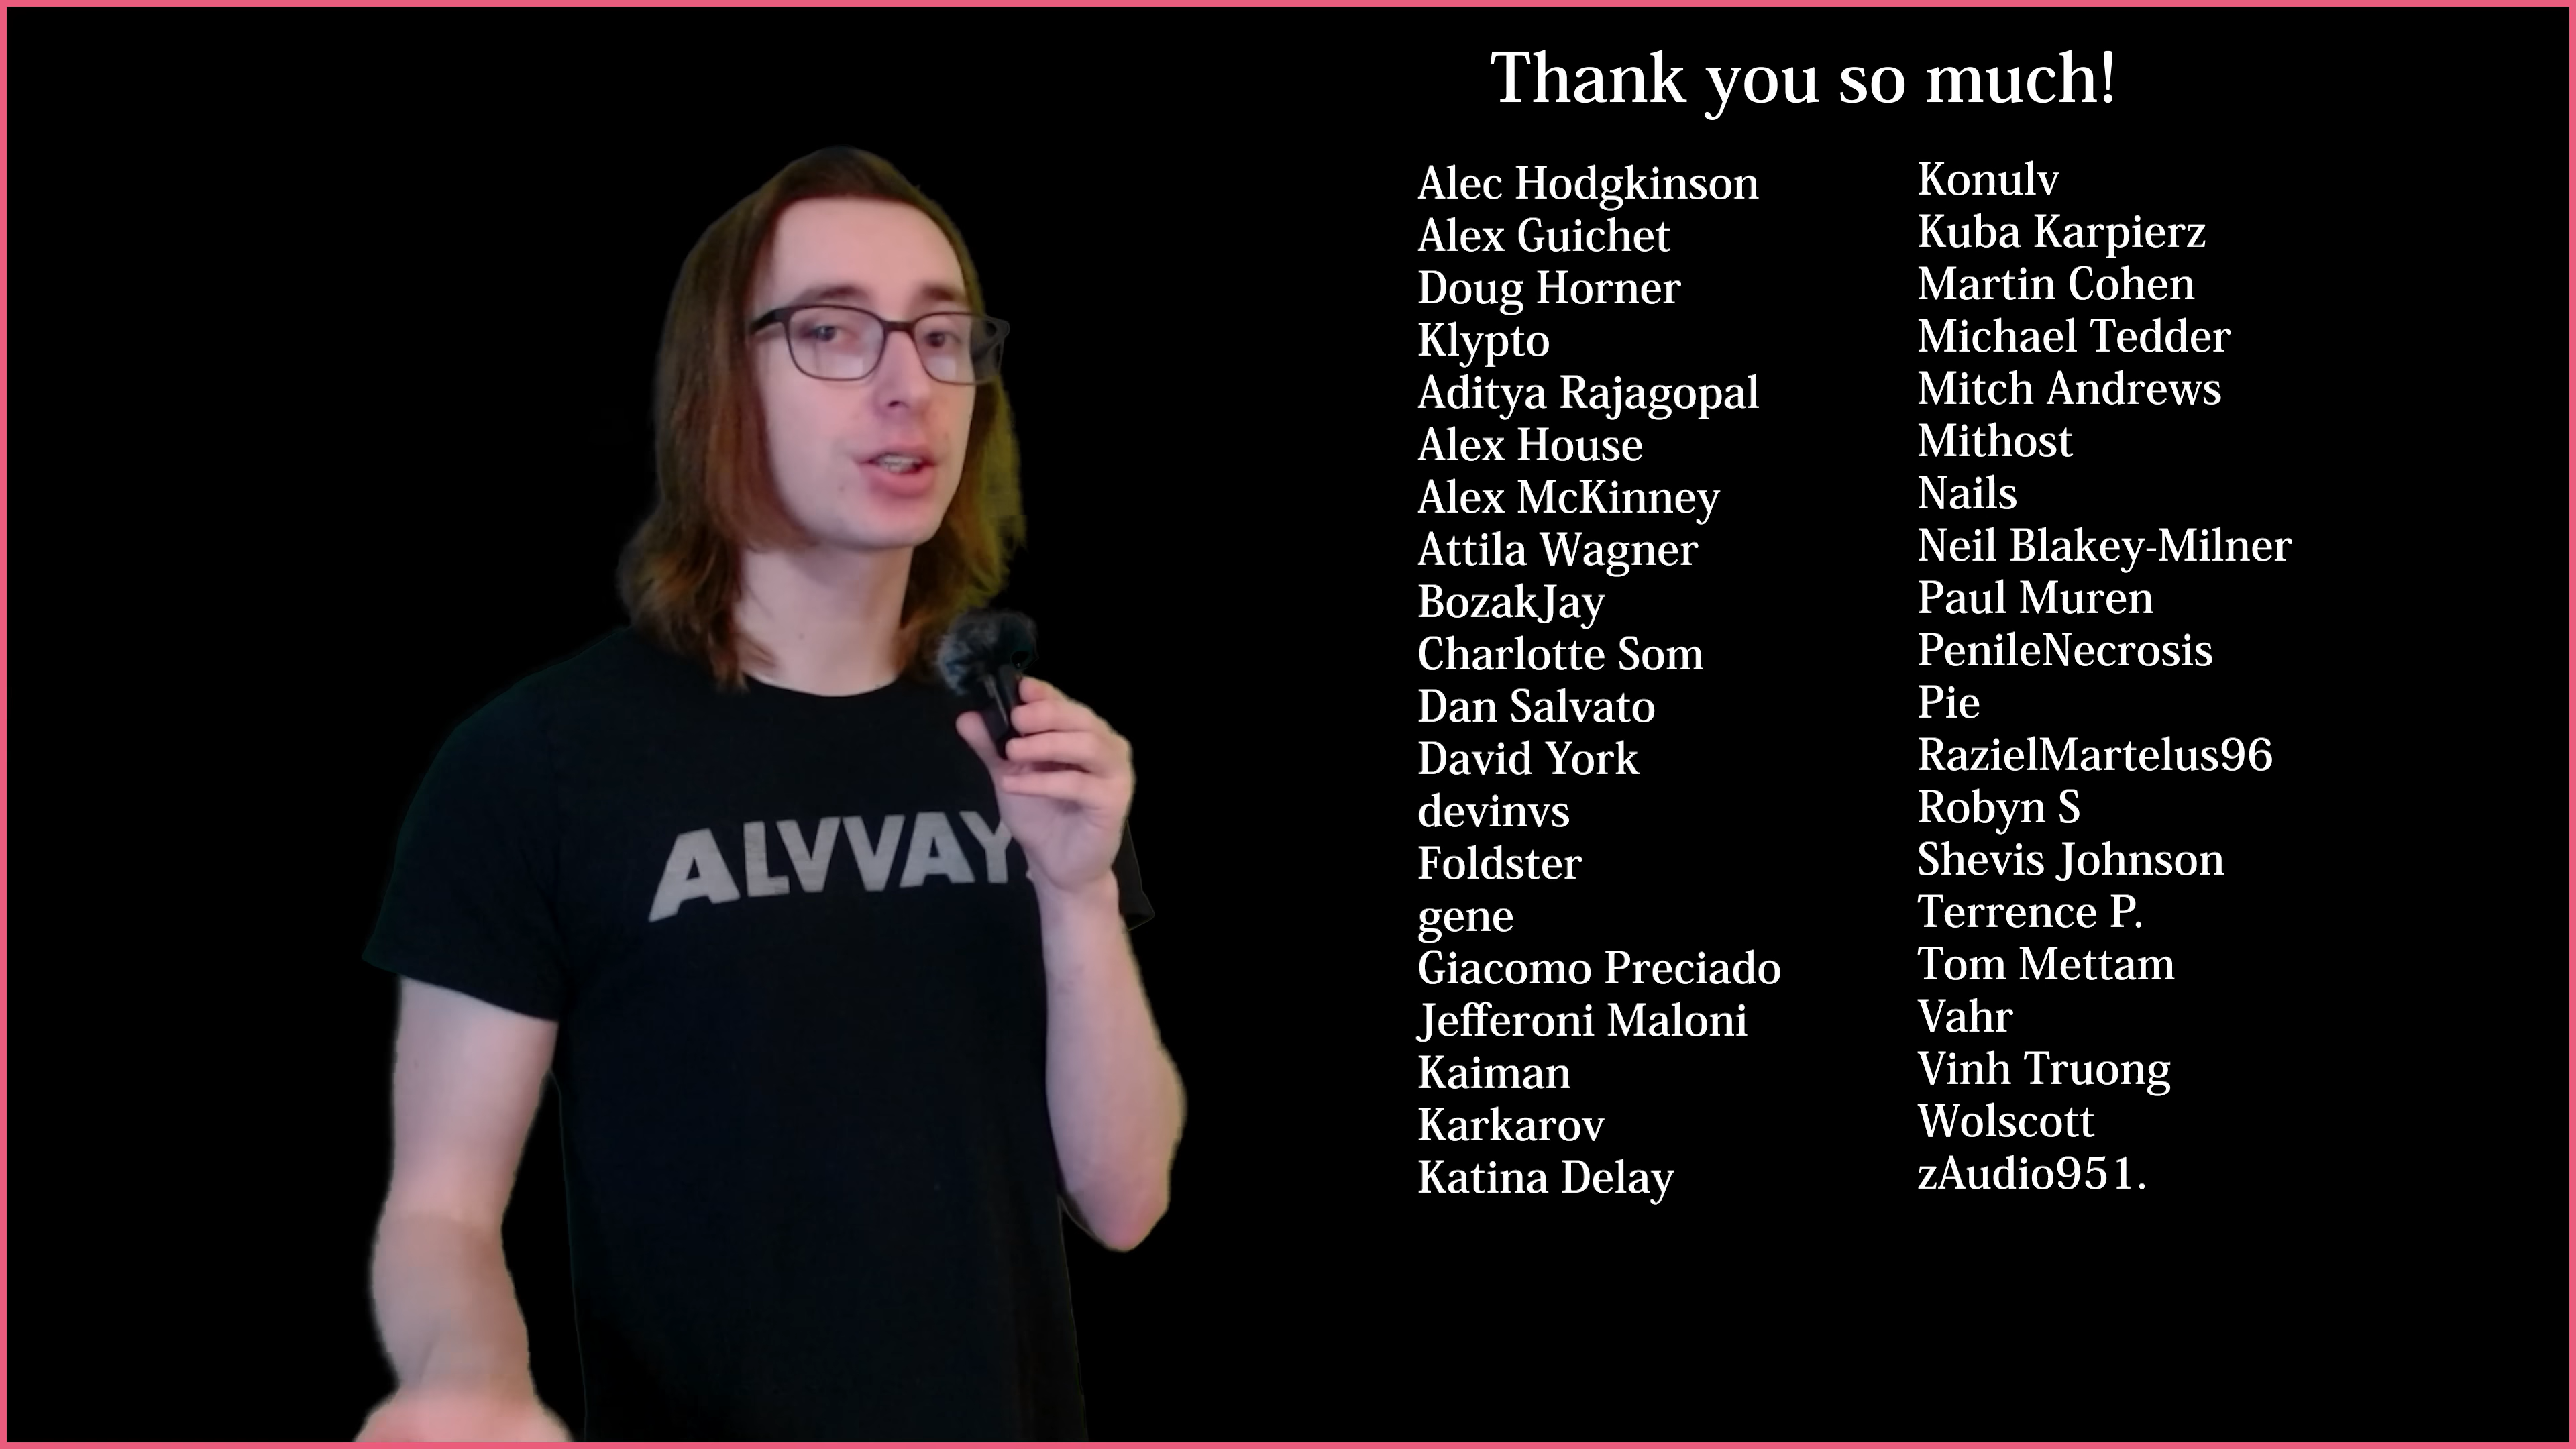 Thank you so much!
Alec Hodgkinson
Alex Guichet
Doug Horner
Klypto
Aditya Rajagopal
Alex House
Alex McKinney
Attila Wagner
BozakJay
Charlotte Som
Dan Salvato
David York
devinvs
Foldster
gene
Giacomo Preciado
Jefferoni Maloni
Kaiman
Karkarov
Katina Delay
Konulv
Kuba Karpierz
Martin Cohen
Michael Tedder
Mitch Andrews
Mithost
Nails
Neil Blakey-Milner
Paul Muren
PenileNecrosis
Pie
RazielMartelus96
Robyn S
Shevis Johnson
Terrence P.
Tom Mettam
Vahr
Vinh Truong
Wolscott
zAudio951.
ALVVAY